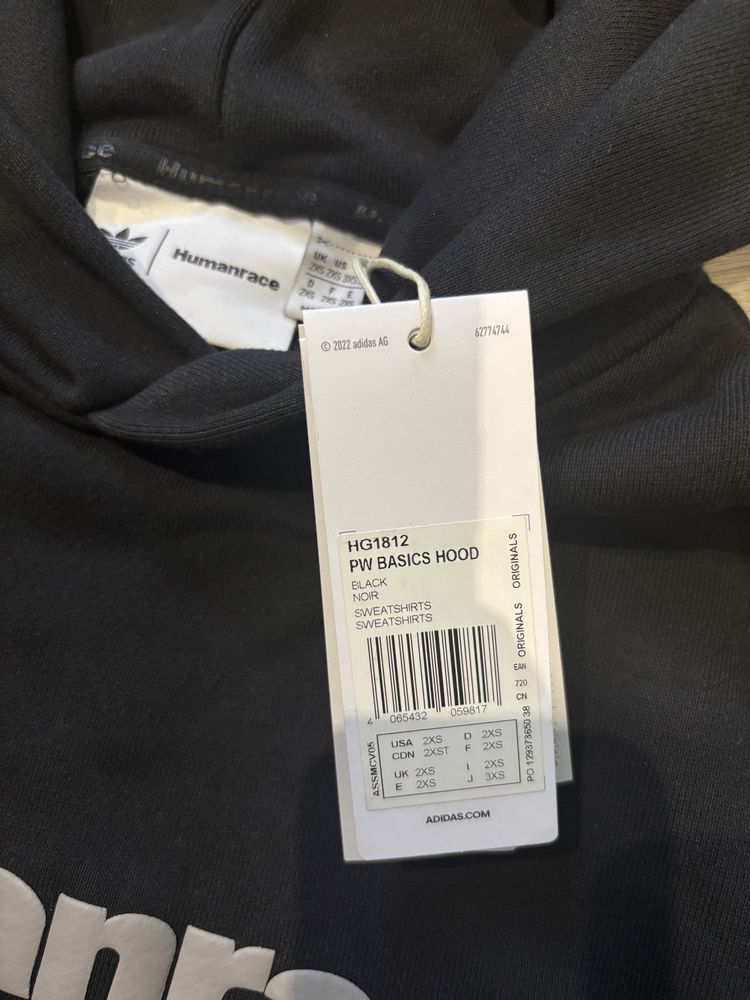 Humanrace
UK US
2XS 2XS
D F E
2XS 2XS 2XS
© 2022 adidas AG
62774744
HG1812
PW BASICS HOOD
BLACK
NOIR
SWEATSHIRTS
SWEATSHIRTS
ORIGINALS
ORIGINALS
EAN
720
CN
4 065432 059817
ASSMCV05
USA 2XS D 2XS
CDN 2XST F 2XS
UK 2XS I 2XS
E 2XS J 3XS
PO 129373650 38
ADIDAS.COM